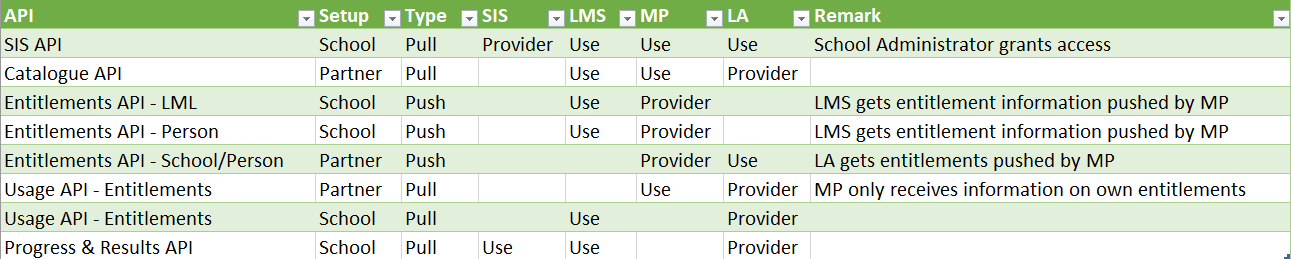 API Setup Type SIS LMS MP LA Remark
SIS API School Pull Provider Use Use Use School Administrator grants access
Catalogue API Partner Pull Use Use Provider
Entitlements API - LML School Push Use Provider LMS gets entitlement information pushed by MP
Entitlements API - Person School Push Use Provider LMS gets entitlement information pushed by MP
Entitlements API - School/Person Partner Push Provider Use LA gets entitlements pushed by MP
Usage API - Entitlements Partner Pull Use Provider MP only receives information on own entitlements
Usage API - Entitlements School Pull Use Provider
Progress & Results API School Pull Use Use Provider